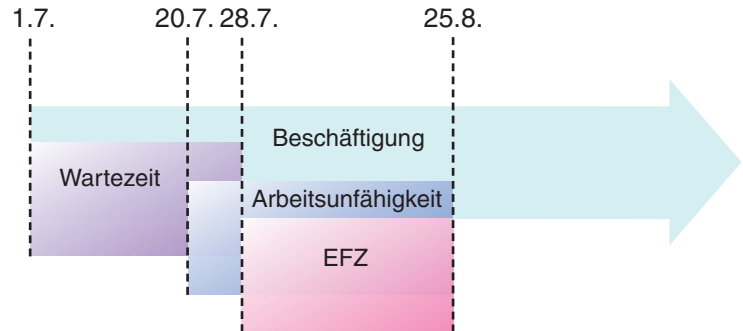 1.7. 20.7. 28.7. 25.8.
Beschäftigung
Wartezeit
Arbeitsunfähigkeit
EFZ